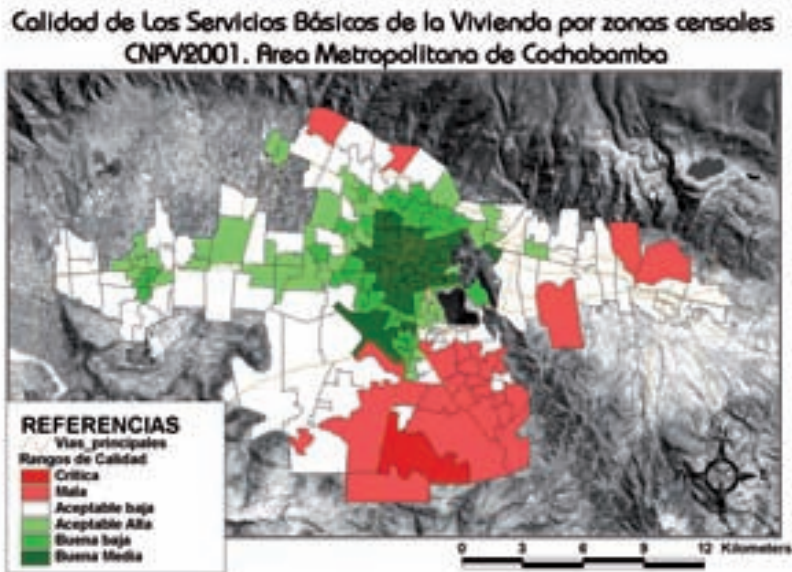 Calidad de Los Servicios Básicos de la Vivienda por zonas censales
CNPV2001. Area Metropolitana de Cochabamba
REFERENCIAS
Vias_principales
Rangos de Calidad
Crítica
Mala
Aceptable baja
Aceptable Alta
Buena baja
Buena Media
0 3 6 9 12 Kilometers